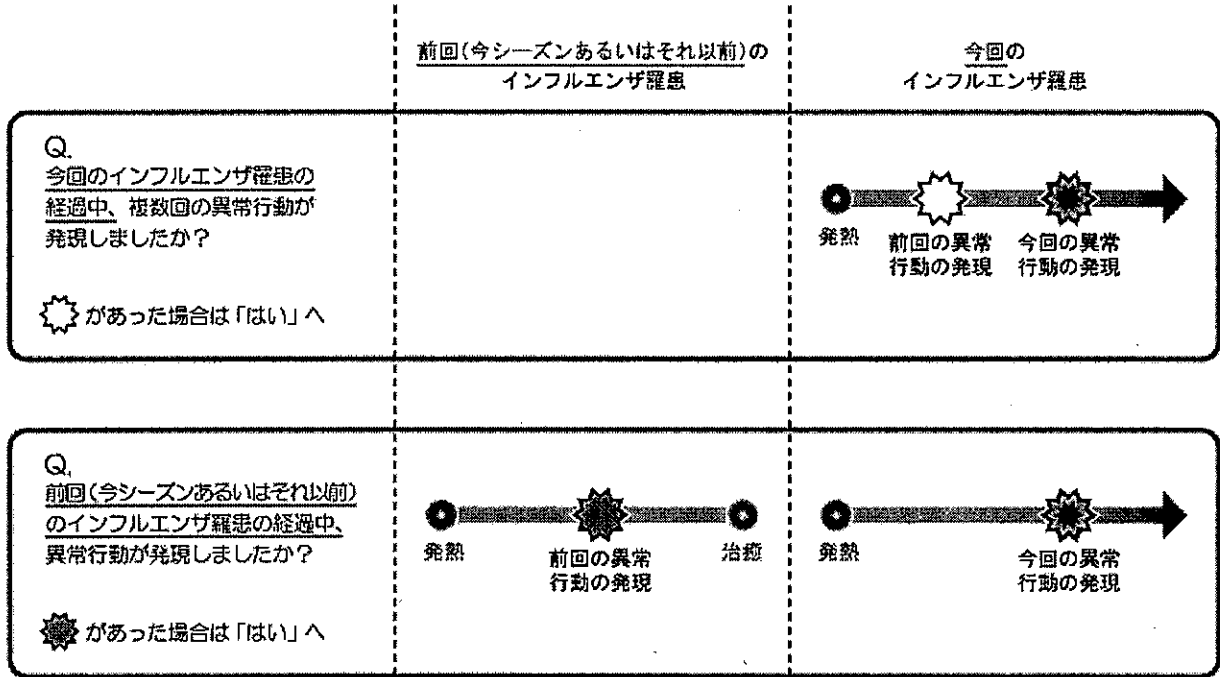 前回(今シーズンあるいはそれ以前)の
インフルエンザ罹患
今回の
インフルエンザ罹患
Q.
今回のインフルエンザ罹患の
経過中、複数回の異常行動が
発現しましたか？
があった場合は「はい」へ
発熱
前回の異常
行動の発現
今回の異常
行動の発現
Q.
前回(今シーズンあるいはそれ以前)
のインフルエンザ罹患の経過中、
異常行動が発現しましたか？
があった場合は「はい」へ
発熱
前回の異常
行動の発現
治癒
発熱
今回の異常
行動の発現